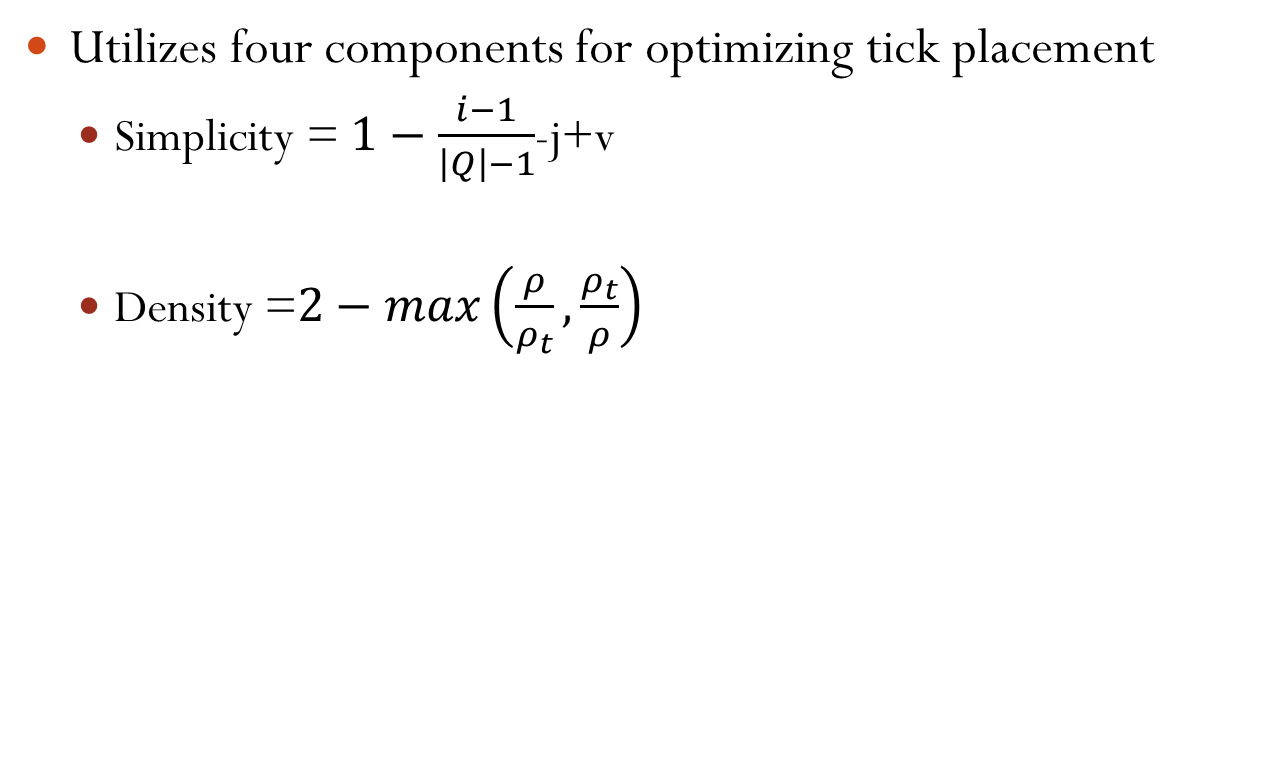 • Utilizes four components for optimizing tick placement
• Simplicity = 1 − (i−1)/(|Q|−1) -j+v
• Density =2 − max(ρ/ρₜ, ρₜ/ρ)